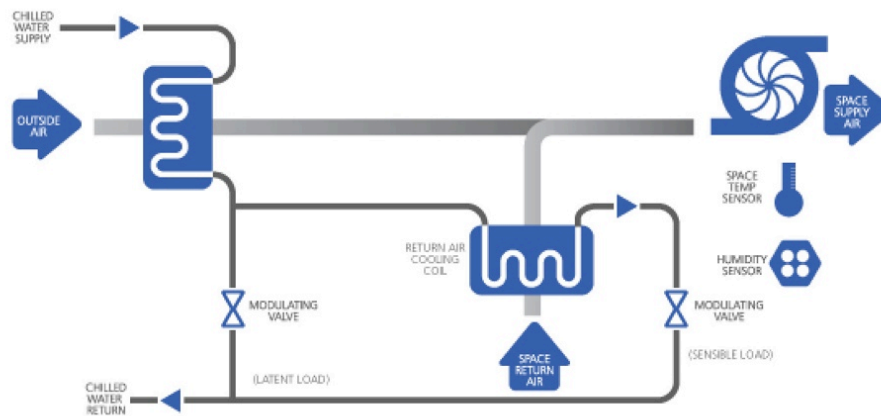 CHILLED
WATER
SUPPLY
OUTSIDE
AIR
SPACE
SUPPLY
AIR
SPACE
TEMP
SENSOR
RETURN AIR
COOLING
COIL
HUMIDITY
SENSOR
MODULATING
VALVE
MODULATING
VALVE
SPACE
RETURN
AIR
(SENSIBLE LOAD)
(LATENT LOAD)
CHILLED
WATER
RETURN